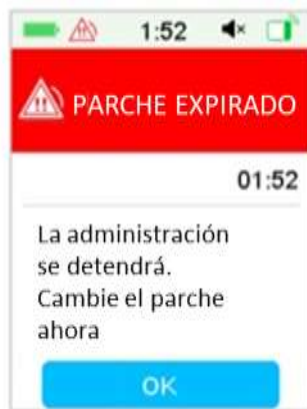 1:52
PARCHE EXPIRADO
01:52
La administración
se detendrá.
Cambie el parche
ahora
OK